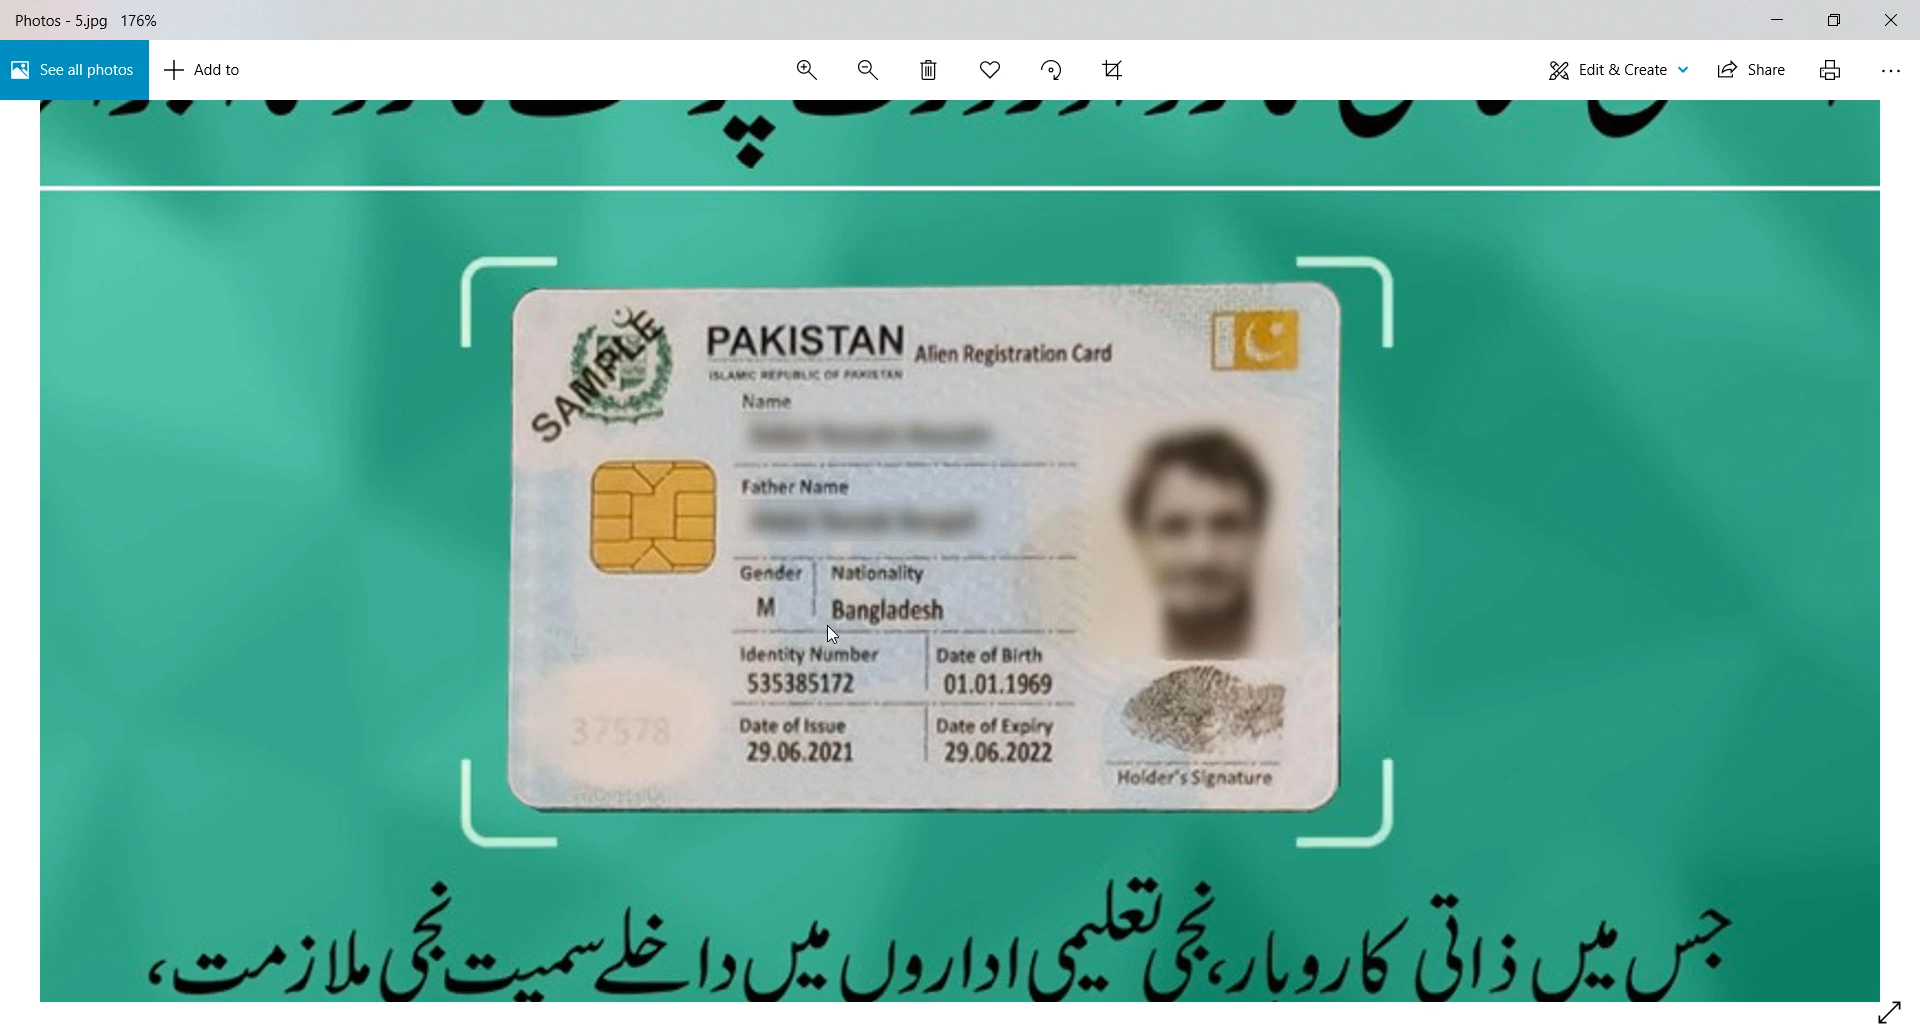 Photos - 5.jpg 176%
See all photos
Add to
Edit & Create
Share
SAMPLE
PAKISTAN Alien Registration Card
ISLAMIC REPUBLIC OF PAKISTAN
Name
Father Name
Gender Nationality
M Bangladesh
Identity Number Date of Birth
535385172 01.01.1969
Date of Issue Date of Expiry
29.06.2021 29.06.2022
37578
Holder's Signature
جس میں ذاتی کاروبار، نجی تعلیمی اداروں میں داخلے سمیت نجی ملازمت،